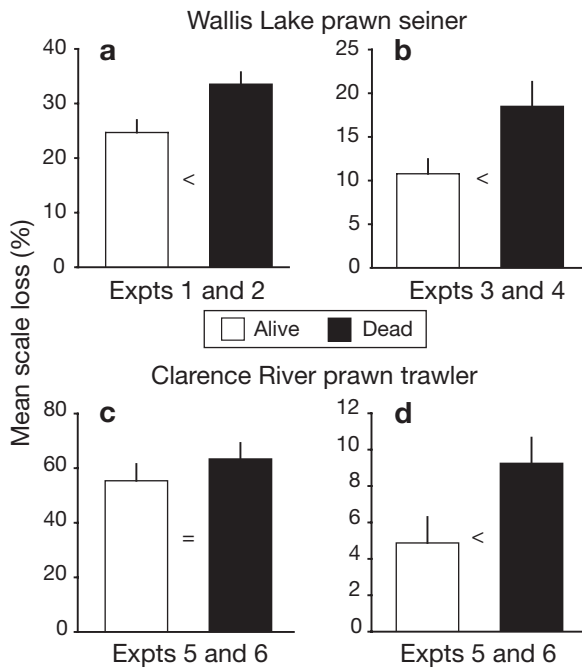 Wallis Lake prawn seiner
a
40
30
20
10
0
<
Expts 1 and 2
b
25
20
15
10
5
0
<
Expts 3 and 4
Mean scale loss (%)
Alive Dead
Clarence River prawn trawler
c
80
60
40
20
0
=
Expts 5 and 6
d
12
10
8
6
4
2
0
<
Expts 5 and 6